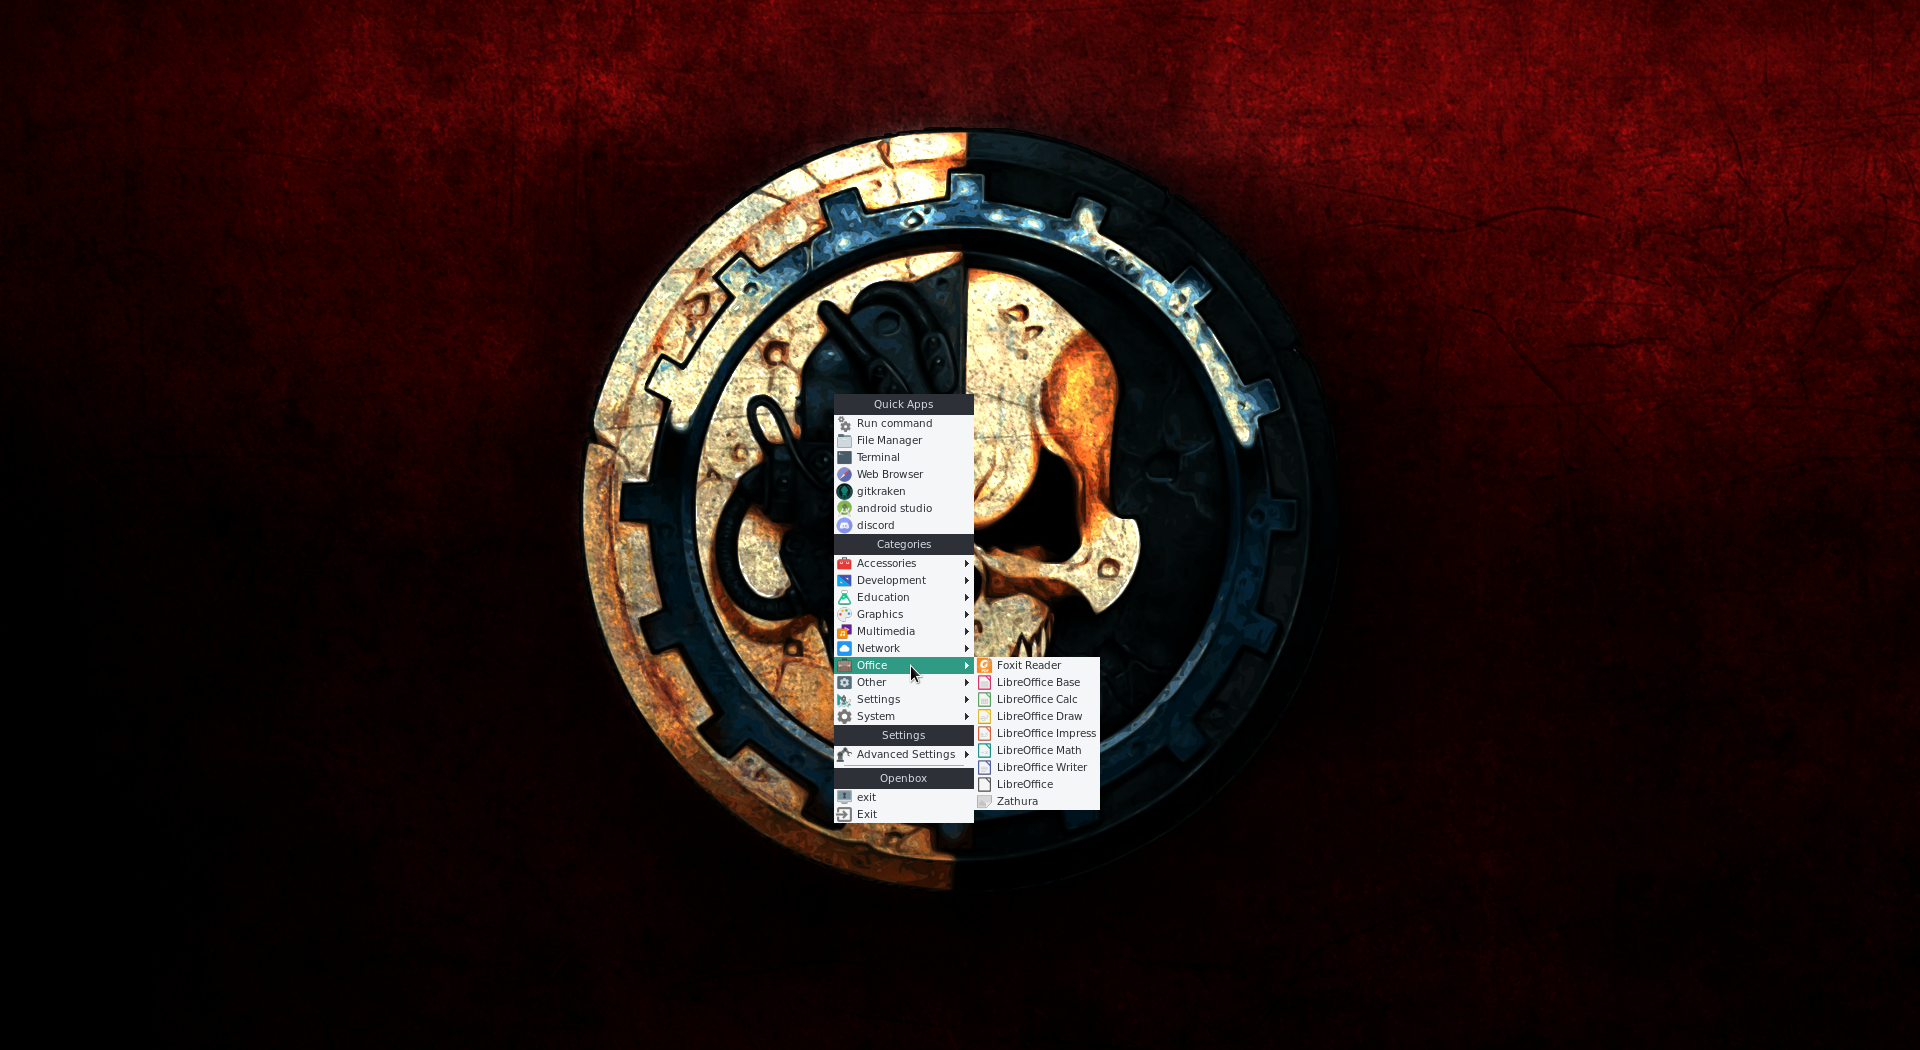 Quick Apps
Run command
File Manager
Terminal
Web Browser
gitkraken
android studio
discord
Categories
Accessories
Development
Education
Graphics
Multimedia
Network
Office
Other
Settings
System
Settings
Advanced Settings
Openbox
exit
Exit
Foxit Reader
LibreOffice Base
LibreOffice Calc
LibreOffice Draw
LibreOffice Impress
LibreOffice Math
LibreOffice Writer
LibreOffice
Zathura